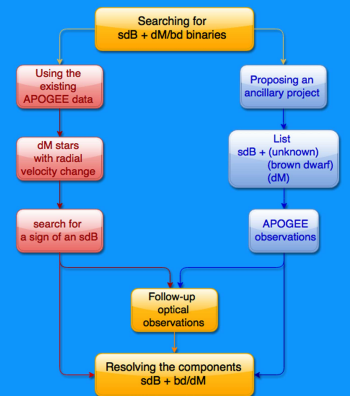 Searching for
sdB + dM/bd binaries
Using the
existing
APOGEE data
Proposing an
ancillary project
dM stars
with radial
velocity change
List
sdB + (unknown)
(brown dwarf)
(dM)
search for
a sign of an sdB
APOGEE
observations
Follow-up
optical
observations
Resolving the components
sdB + bd/dM